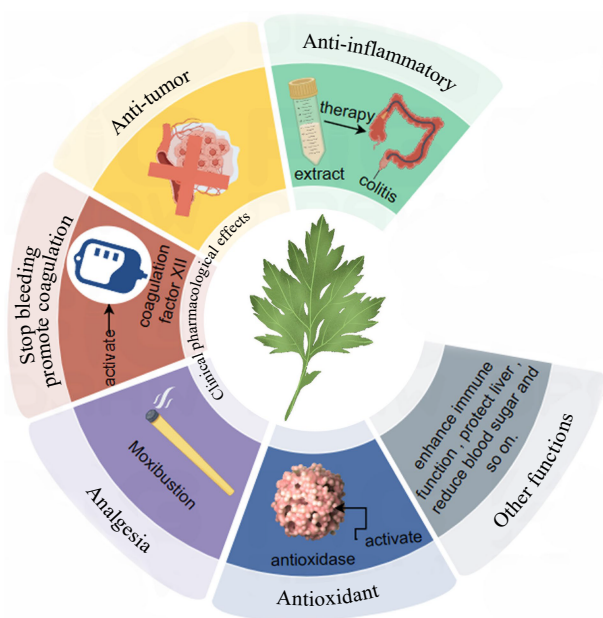 Anti-inflammatory
therapy
extract
colitis
Anti-tumor
Stop bleeding
promote coagulation
coagulation
factor XII
activate
Clinical pharmacological effects
Analgesia
Moxibustion
Antioxidant
antioxidase
activate
Other functions
enhance immune
function , protect liver ,
reduce blood sugar and
so on.